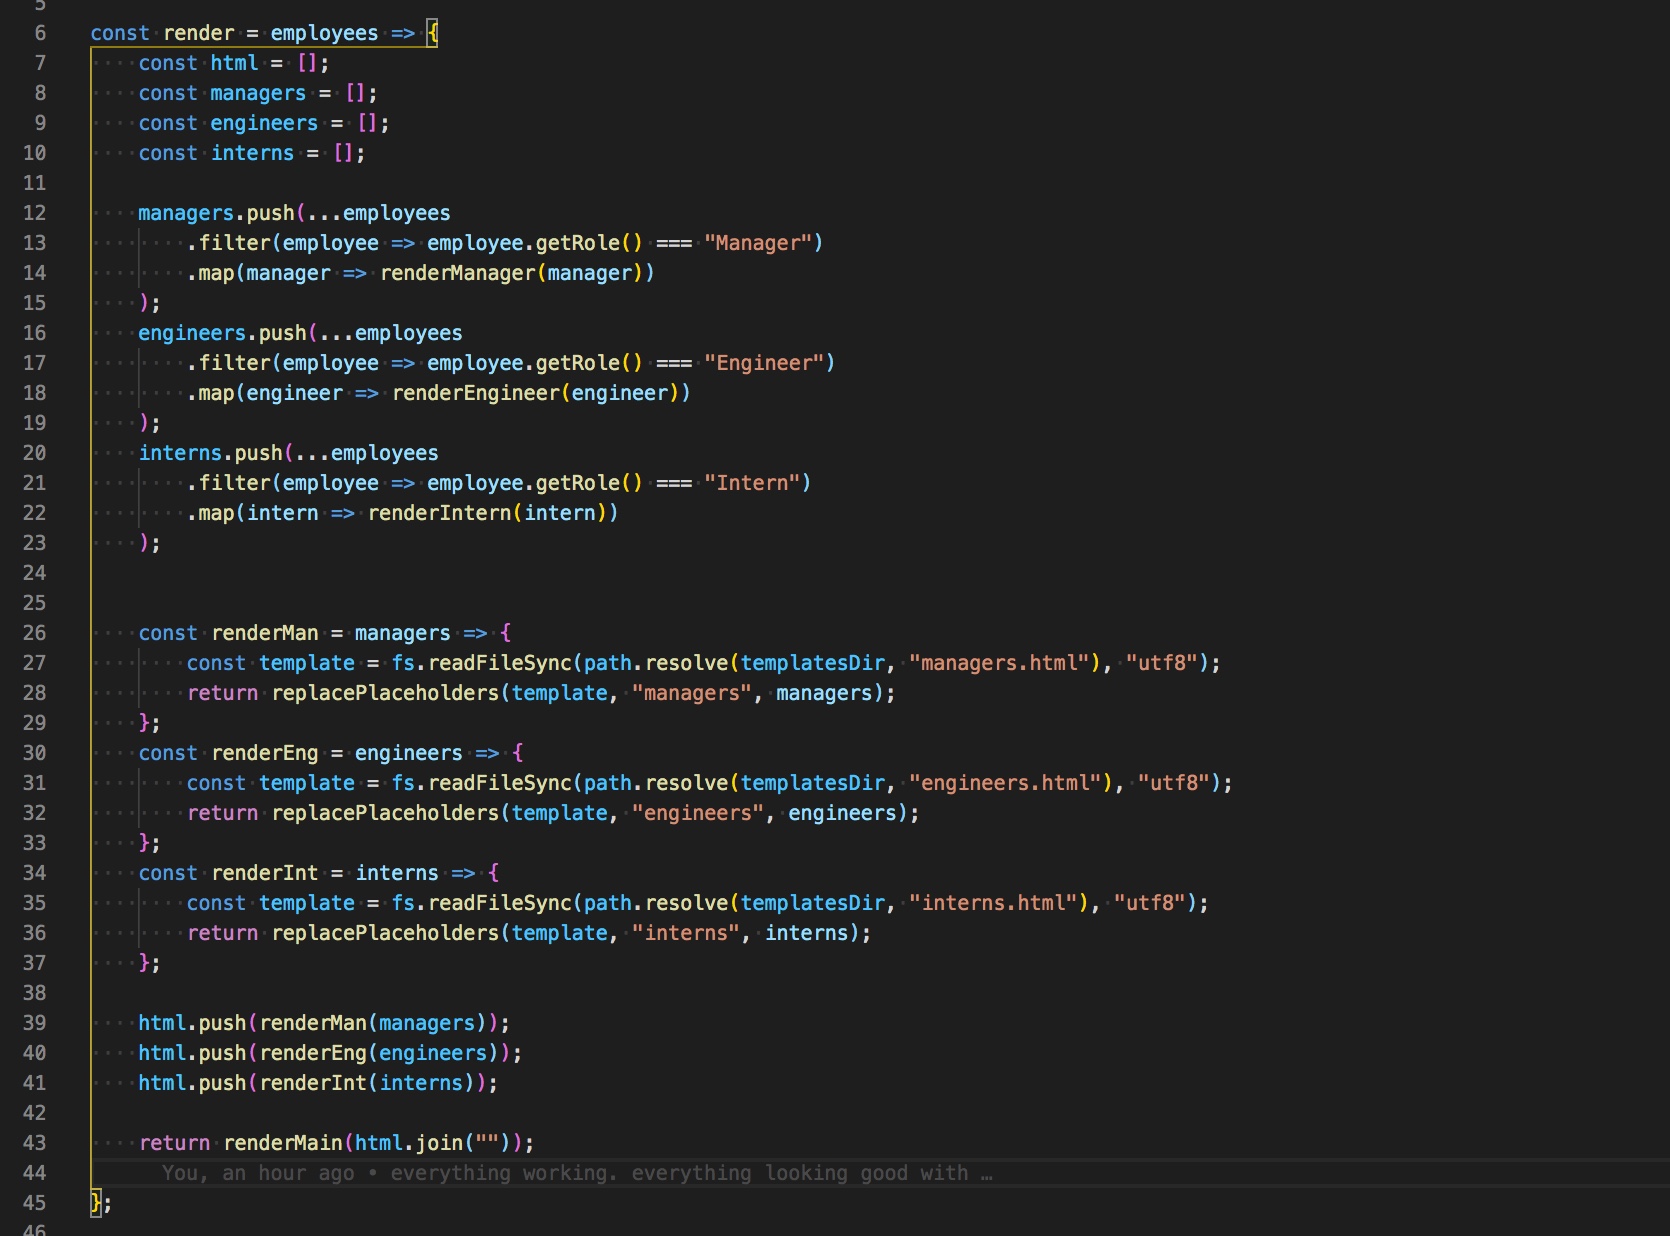 5
6 const render = employees => {
7 const html = [];
8 const managers = [];
9 const engineers = [];
10 const interns = [];
11
12 managers.push(...employees
13 .filter(employee => employee.getRole() === "Manager")
14 .map(manager => renderManager(manager))
15 );
16 engineers.push(...employees
17 .filter(employee => employee.getRole() === "Engineer")
18 .map(engineer => renderEngineer(engineer))
19 );
20 interns.push(...employees
21 .filter(employee => employee.getRole() === "Intern")
22 .map(intern => renderIntern(intern))
23 );
24
25
26 const renderMan = managers => {
27 const template = fs.readFileSync(path.resolve(templatesDir, "managers.html"), "utf8");
28 return replacePlaceholders(template, "managers", managers);
29 };
30 const renderEng = engineers => {
31 const template = fs.readFileSync(path.resolve(templatesDir, "engineers.html"), "utf8");
32 return replacePlaceholders(template, "engineers", engineers);
33 };
34 const renderInt = interns => {
35 const template = fs.readFileSync(path.resolve(templatesDir, "interns.html"), "utf8");
36 return replacePlaceholders(template, "interns", interns);
37 };
38
39 html.push(renderMan(managers));
40 html.push(renderEng(engineers));
41 html.push(renderInt(interns));
42
43 return renderMain(html.join(""));
44 You, an hour ago • everything working. everything looking good with …
45 };
46